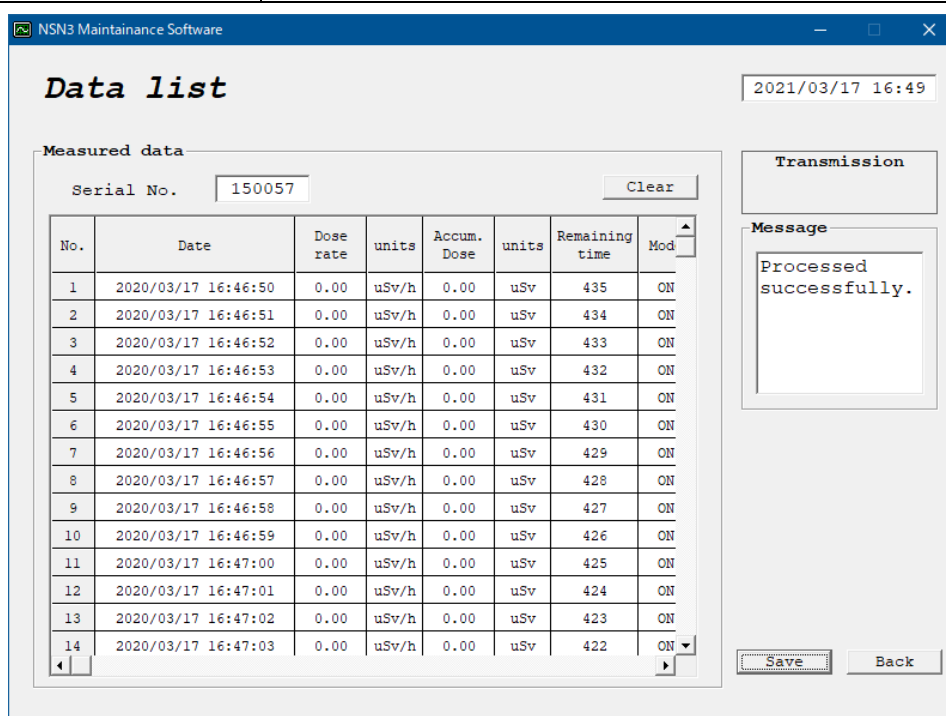 NSN3 Maintainance Software
Data list
2021/03/17 16:49
Measured data
Serial No. 150057 Clear
Transmission
Message
Processed
successfully.
No. Date Dose rate units Accum. Dose units Remaining time Mod
1 2020/03/17 16:46:50 0.00 uSv/h 0.00 uSv 435 ON
2 2020/03/17 16:46:51 0.00 uSv/h 0.00 uSv 434 ON
3 2020/03/17 16:46:52 0.00 uSv/h 0.00 uSv 433 ON
4 2020/03/17 16:46:53 0.00 uSv/h 0.00 uSv 432 ON
5 2020/03/17 16:46:54 0.00 uSv/h 0.00 uSv 431 ON
6 2020/03/17 16:46:55 0.00 uSv/h 0.00 uSv 430 ON
7 2020/03/17 16:46:56 0.00 uSv/h 0.00 uSv 429 ON
8 2020/03/17 16:46:57 0.00 uSv/h 0.00 uSv 428 ON
9 2020/03/17 16:46:58 0.00 uSv/h 0.00 uSv 427 ON
10 2020/03/17 16:46:59 0.00 uSv/h 0.00 uSv 426 ON
11 2020/03/17 16:47:00 0.00 uSv/h 0.00 uSv 425 ON
12 2020/03/17 16:47:01 0.00 uSv/h 0.00 uSv 424 ON
13 2020/03/17 16:47:02 0.00 uSv/h 0.00 uSv 423 ON
14 2020/03/17 16:47:03 0.00 uSv/h 0.00 uSv 422 ON
Save Back